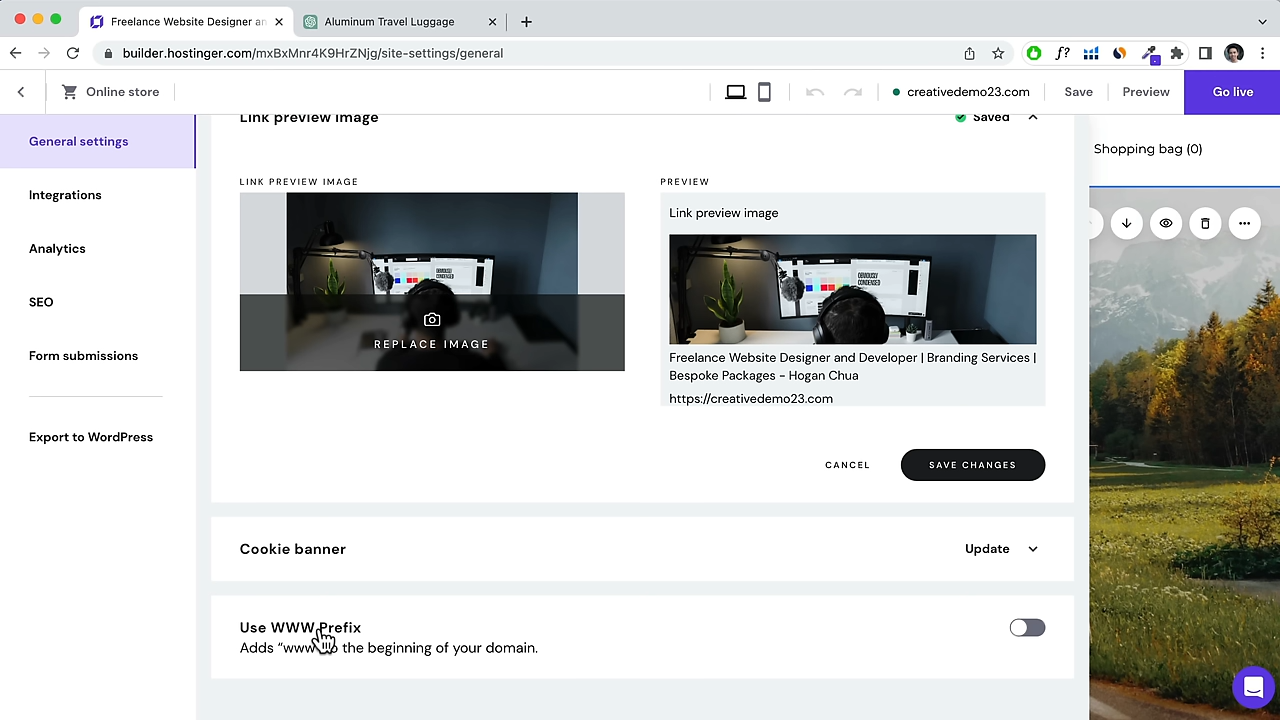 Freelance Website Designer an
Aluminum Travel Luggage
builder.hostinger.com/mxBxMnr4K9HrZNjg/site-settings/general
f?
Online store
creativedemo23.com
Save
Preview
Go live
General settings
Integrations
Analytics
SEO
Form submissions
Export to WordPress
Link preview image
Saved
LINK PREVIEW IMAGE
REPLACE IMAGE
PREVIEW
Link preview image
OBVIOUSLY
CONDENSED
Freelance Website Designer and Developer | Branding Services |
Bespoke Packages - Hogan Chua
https://creativedemo23.com
CANCEL
SAVE CHANGES
Cookie banner
Update
Use WWW Prefix
Adds “www the beginning of your domain.
Shopping bag (0)